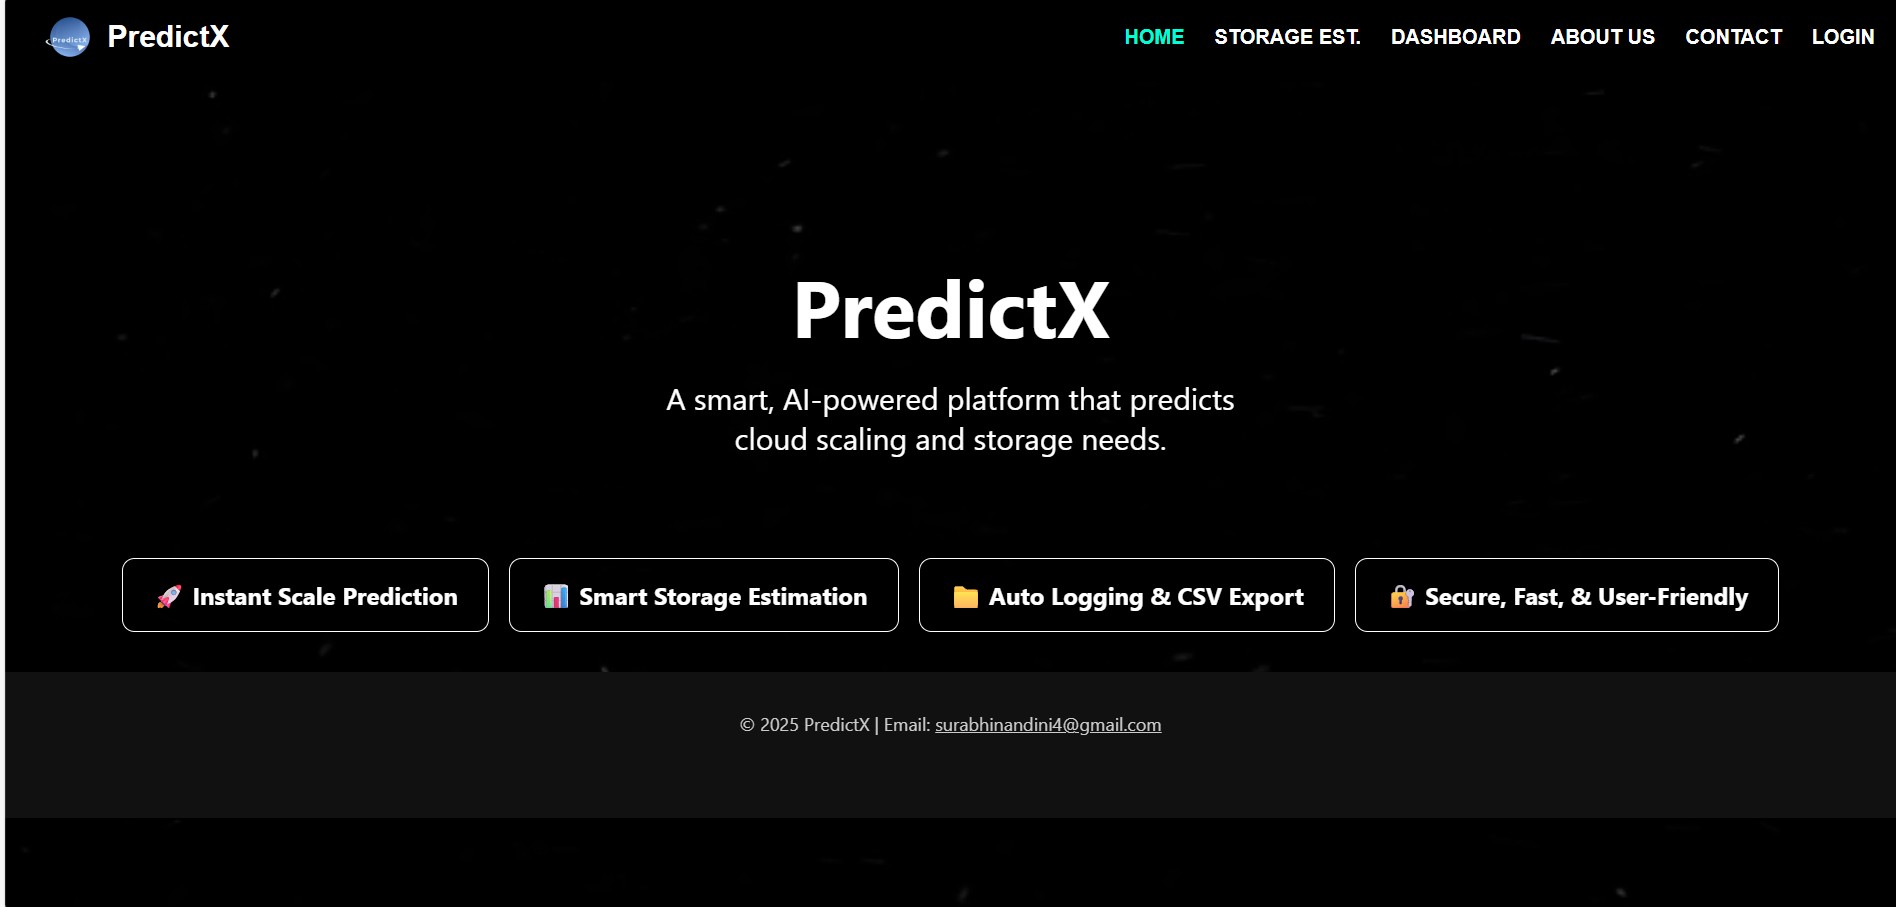 PredictX
PredictX
HOME STORAGE EST. DASHBOARD ABOUT US CONTACT LOGIN
PredictX
A smart, AI-powered platform that predicts
cloud scaling and storage needs.
🚀 Instant Scale Prediction
📊 Smart Storage Estimation
📁 Auto Logging & CSV Export
🔐 Secure, Fast, & User-Friendly
© 2025 PredictX | Email: surabhinandini4@gmail.com